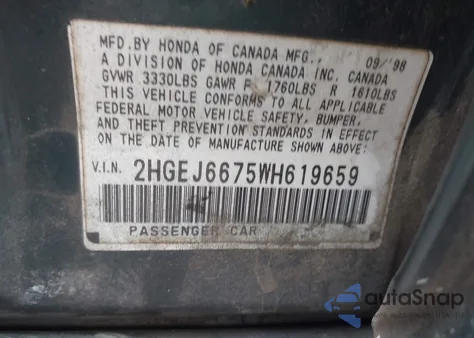 MFD.BY HONDA OF CANADA MFG., 09/'98
A DIVISION OF HONDA CANADA INC. CANADA
GVWR 3330LBS GAWR F 1760LBS R 1610LBS
THIS VEHICLE CONFORMS TO ALL APPLICABLE
FEDERAL MOTOR VEHICLE SAFETY, BUMPER,
AND THEFT PREVENTION STANDARDS IN EFFECT
ON THE DATE OF MANUFACTURE SHOWN ABOVE.
V.I.N. 2HGEJ6675WH619659
PASSENGER CAR
autoSnap